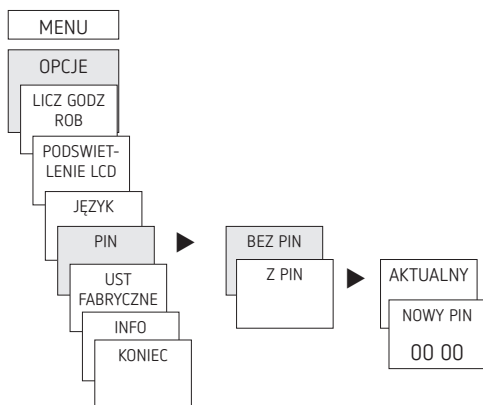 MENU
OPCJE
LICZ GODZ
ROB
PODSWIET-
LENIE LCD
JĘZYK
PIN
UST
FABRYCZNE
INFO
KONIEC
BEZ PIN
Z PIN
AKTUALNY
NOWY PIN
00 00